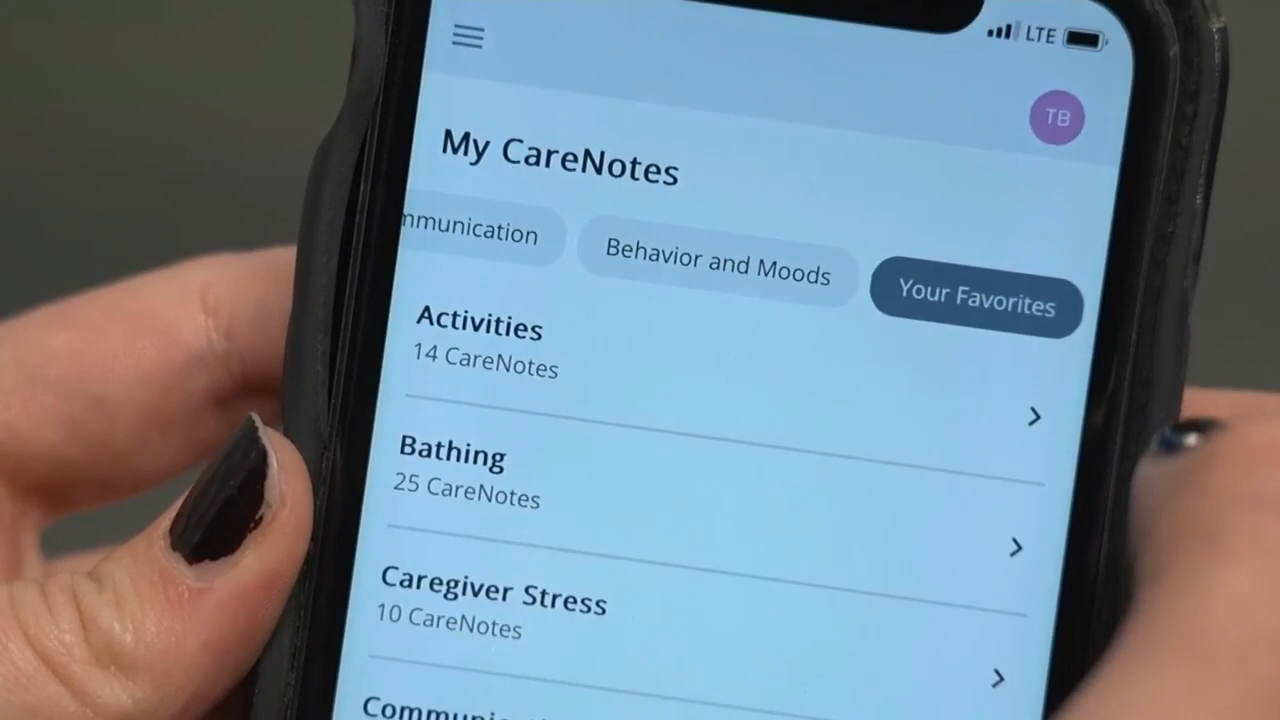 LTE
TB
My CareNotes
mmunication Behavior and Moods Your Favorites
Activities
14 CareNotes
Bathing
25 CareNotes
Caregiver Stress
10 CareNotes